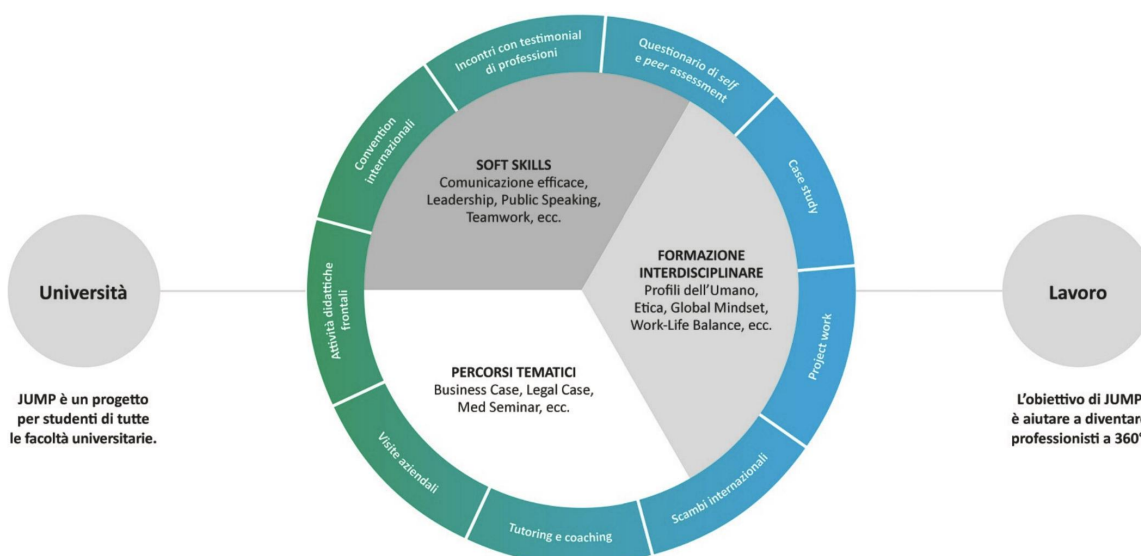 Incontri con testimonial
di professioni
Questionario di self
e peer assessment
Convention
internazionali
Case study
SOFT SKILLS
Comunicazione efficace,
Leadership, Public Speaking,
Teamwork, ecc.
Università
JUMP è un progetto
per studenti di tutte
le facoltà universitarie.
Attività didattiche
frontali
FORMAZIONE
INTERDISCIPLINARE
Profili dell'Umano,
Etica, Global Mindset,
Work-Life Balance, ecc.
Lavoro
L'obiettivo di JUMP
è aiutare a diventare
professionisti a 360°
Project work
PERCORSI TEMATICI
Business Case, Legal Case,
Med Seminar, ecc.
Visite aziendali
Tutoring e coaching
Scambi internazionali